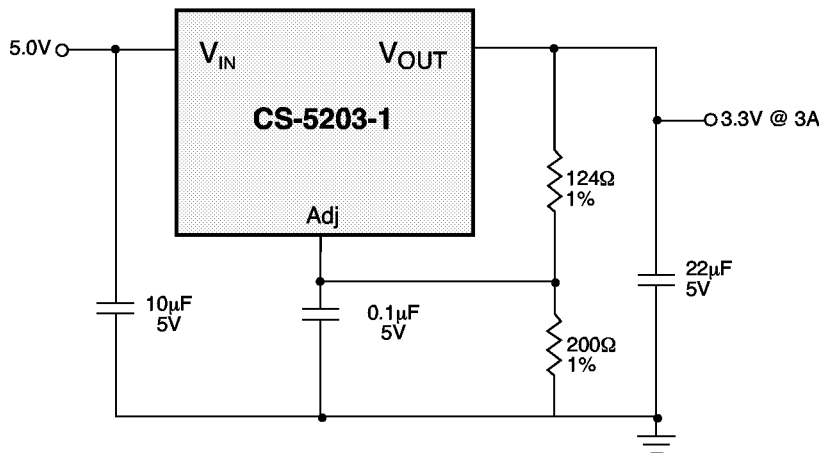 5.0V
VIN
VOUT
CS-5203-1
Adj
3.3V @ 3A
124Ω
1%
10μF
5V
0.1μF
5V
22μF
5V
200Ω
1%